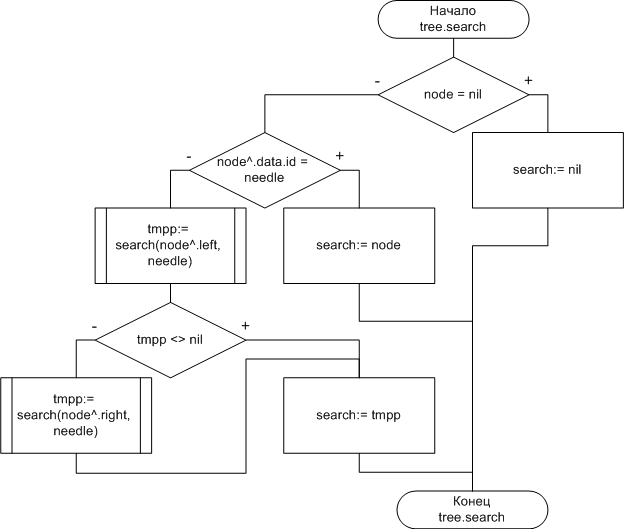 Начало
tree.search
-
node = nil
+
-
node^.data.id =
needle
+
search:= nil
tmpp:=
search(node^.left,
needle)
search:= node
-
tmpp <> nil
+
tmpp:=
search(node^.right,
needle)
search:= tmpp
Конец
tree.search